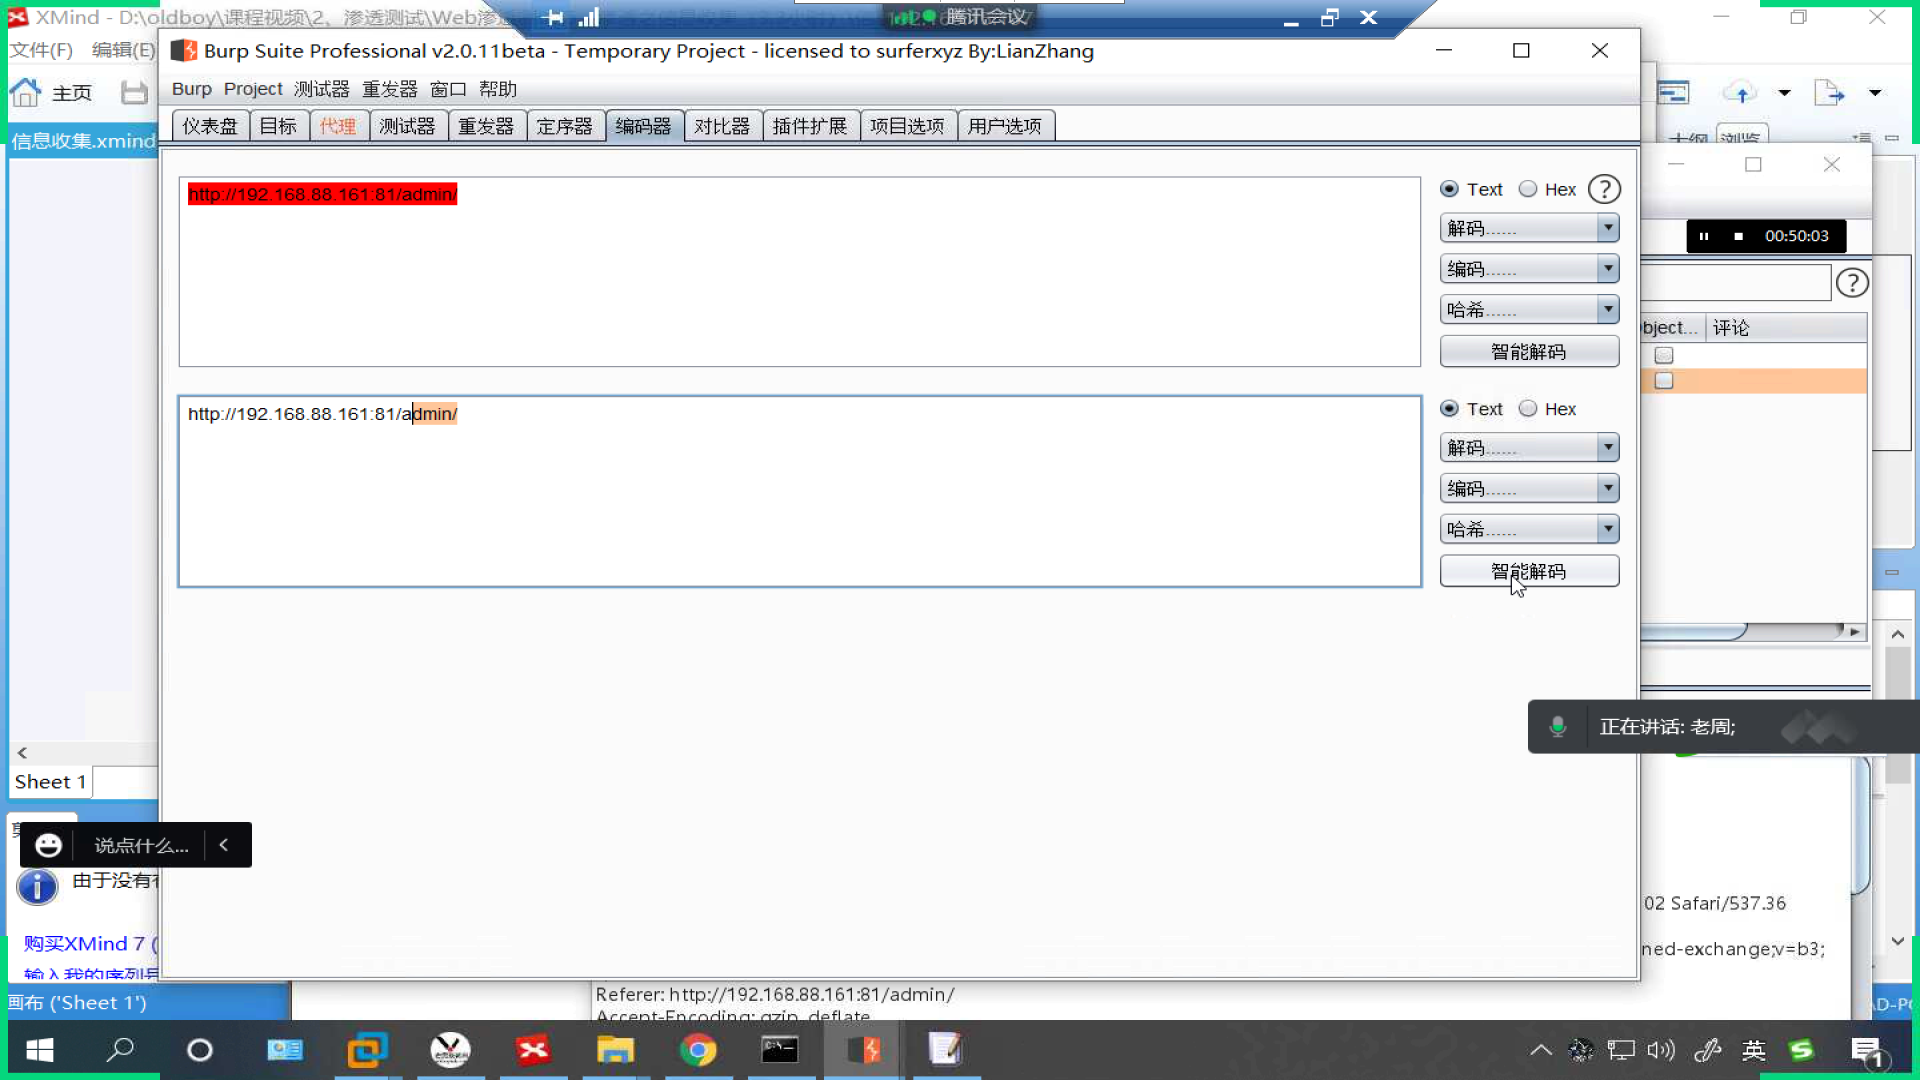 XMind - D:\oldboy\课程视频\2、渗透测试\Web渗
腾讯会议
文件(F) 编辑(E)
Burp Suite Professional v2.0.11beta - Temporary Project - licensed to surferxyz By:LianZhang
主页
Burp Project 测试器 重发器 窗口 帮助
仪表盘 目标 代理 测试器 重发器 定序器 编码器 对比器 插件扩展 项目选项 用户选项
信息收集.xmind
http://192.168.88.161:81/admin/
Text Hex ?
解码......
编码......
哈希......
智能解码
00:50:03
?
bject... 评论
http://192.168.88.161:81/admin/
Text Hex
解码......
编码......
哈希......
智能解码
正在讲话: 老周;
Sheet 1
说点什么...
由于没有
购买XMind 7 (
输入我的序列号
画布 ('Sheet 1')
02 Safari/537.36
ned-exchange;v=b3;
Referer: http://192.168.88.161:81/admin/
Accept-Encoding: gzip, deflate
AD-PC
英
1